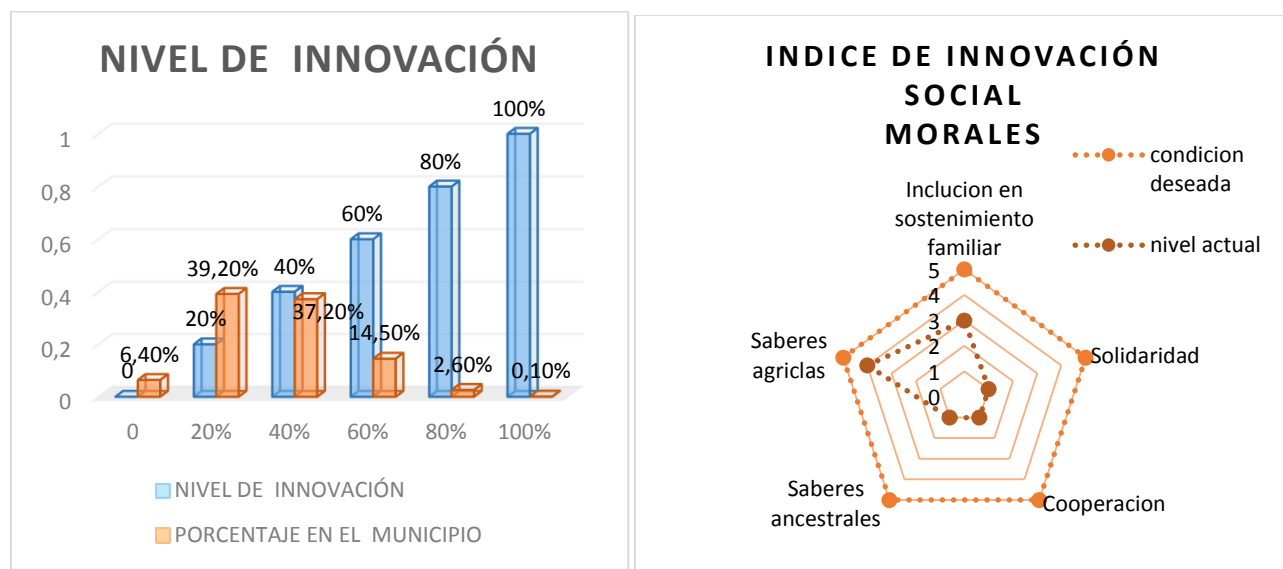 NIVEL DE INNOVACIÓN
100%
1
80%
0,8
60%
0,6
39,20%
40%
0,4
37,20%
20%
14,50%
0,2
6,40%
2,60%
0,10%
0
0
0
20%
40%
60%
80%
100%
NIVEL DE INNOVACIÓN
PORCENTAJE EN EL MUNICIPIO
INDICE DE INNOVACIÓN
SOCIAL
MORALES
condicion
deseada
nivel actual
Inclucion en
sostenimiento
familiar
5
4
3
2
1
0
Solidaridad
Cooperacion
Saberes
ancestrales
Saberes
agriclas